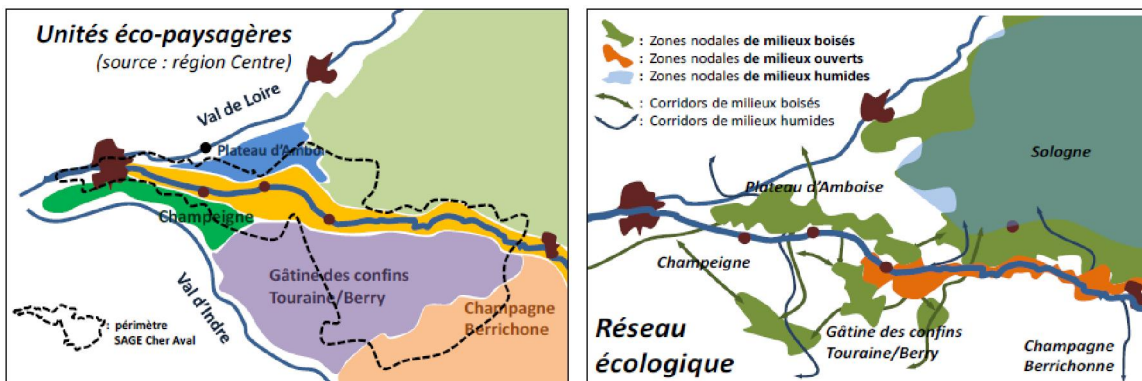 Unités éco-paysagères
(source : région Centre)
Val de Loire
Plateau d'Amboi
Champeigne
Gâtine des confins
Touraine/Berry
Val d'Indre
Champagne
Berrichone
: périmètre
SAGE Cher Aval
: Zones nodales de milieux boisés
: Zones nodales de milieux ouverts
: Zones nodales de milieux humides
: Corridors de milieux boisés
: Corridors de milieux humides
Sologne
Plateau d'Amboise
Champeigne
Réseau
écologique
Gâtine des confins
Touraine/Berry
Champagne
Berrichonne